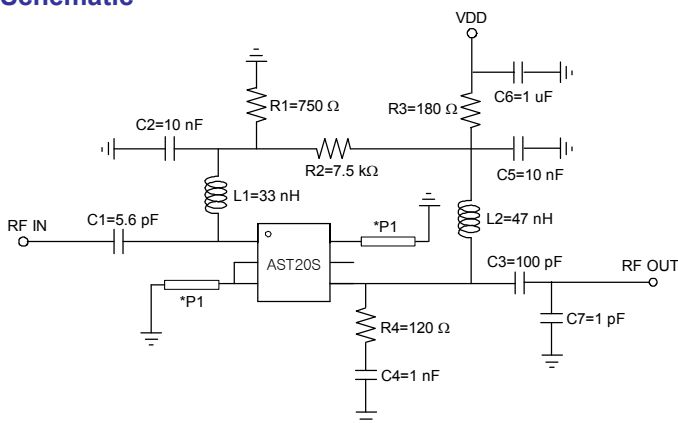 Schematic
VDD
C6=1 uF
R1=750 Ω
R3=180 Ω
C2=10 nF
R2=7.5 kΩ
C5=10 nF
L1=33 nH
L2=47 nH
RF IN
C1=5.6 pF
*P1
AST20S
C3=100 pF
RF OUT
*P1
R4=120 Ω
C7=1 pF
C4=1 nF